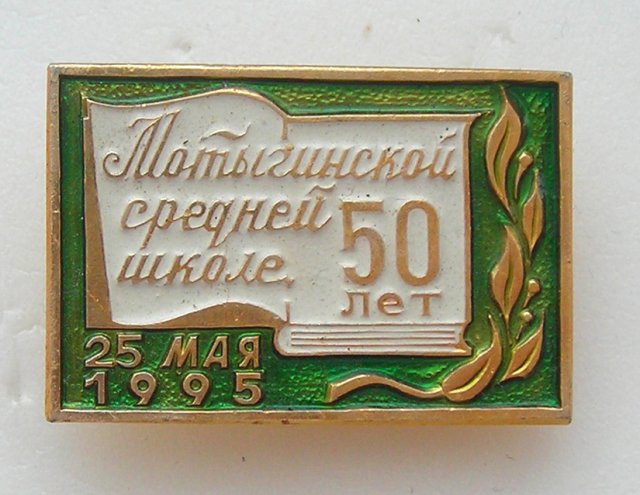 Мотыгинской
средней
школе,
50
лет
25 МАЯ
1995